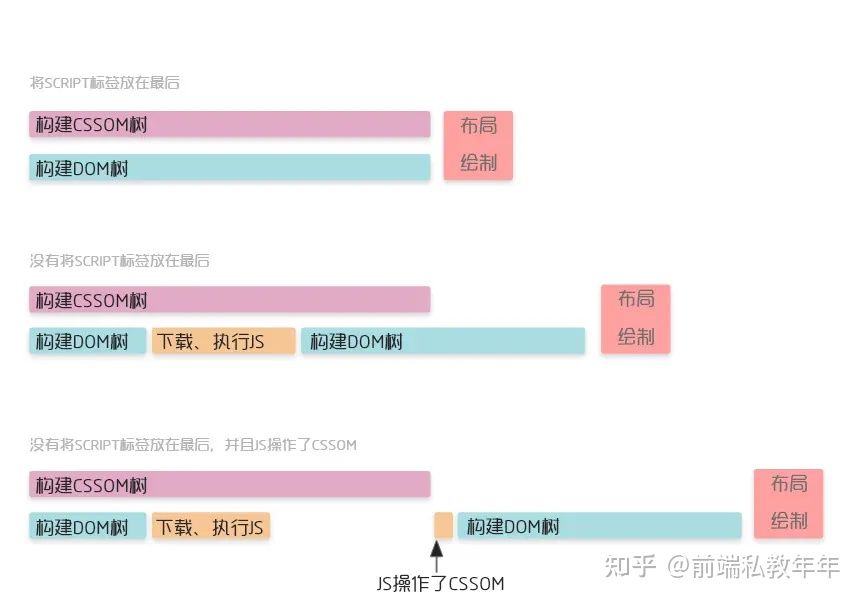 将SCRIPT标签放在最后
构建CSSOM树
布局
构建DOM树
绘制
没有将SCRIPT标签放在最后
构建CSSOM树
布局
构建DOM树
下载、执行JS
构建DOM树
绘制
没有将SCRIPT标签放在最后，并且JS操作了CSSOM
构建CSSOM树
布局
构建DOM树
下载、执行JS
构建DOM树
绘制
JS操作了CSSOM
知乎 @前端私教年年